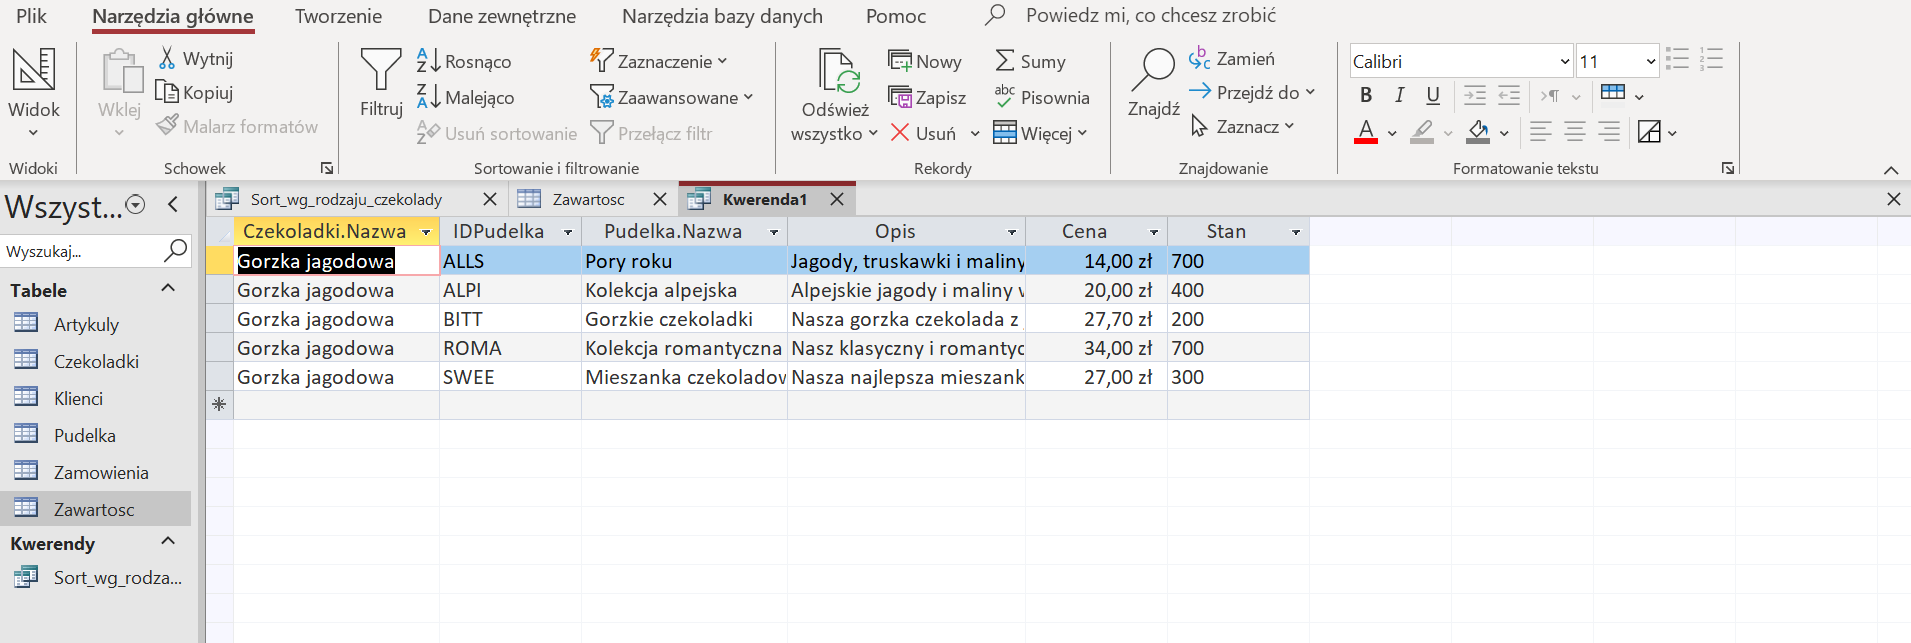 Plik Narzędzia główne Tworzenie Dane zewnętrzne Narzędzia bazy danych Pomoc Powiedz mi, co chcesz zrobić
Widok
Widoki
Wklej
Wytnij
Kopiuj
Malarz formatów
Schowek
Filtruj
Rosnąco
Malejąco
Usuń sortowanie
Zaznaczenie
Zaawansowane
Przełącz filtr
Sortowanie i filtrowanie
Odśwież
wszystko
Nowy
Zapisz
Usuń
Sumy
Pisownia
Więcej
Rekordy
Znajdź
Zamień
Przejdź do
Zaznacz
Znajdowanie
Calibri 11
B I U
A
Formatowanie tekstu
Wszyst...
Wyszukaj...
Tabele
Artykuly
Czekoladki
Klienci
Pudelka
Zamowienia
Zawartosc
Kwerendy
Sort_wg_rodza...
Sort_wg_rodzaju_czekolady Zawartosc Kwerenda1
Czekoladki.Nazwa IDPudelka Pudelka.Nazwa Opis Cena Stan
Gorzka jagodowa ALLS Pory roku Jagody, truskawki i maliny 14,00 zł 700
Gorzka jagodowa ALPI Kolekcja alpejska Alpejskie jagody i maliny 20,00 zł 400
Gorzka jagodowa BITT Gorzkie czekoladki Nasza gorzka czekolada z 27,70 zł 200
Gorzka jagodowa ROMA Kolekcja romantyczna Nasz klasyczny i romantyc 34,00 zł 700
Gorzka jagodowa SWEE Mieszanka czekoladow Nasza najlepsza mieszank 27,00 zł 300